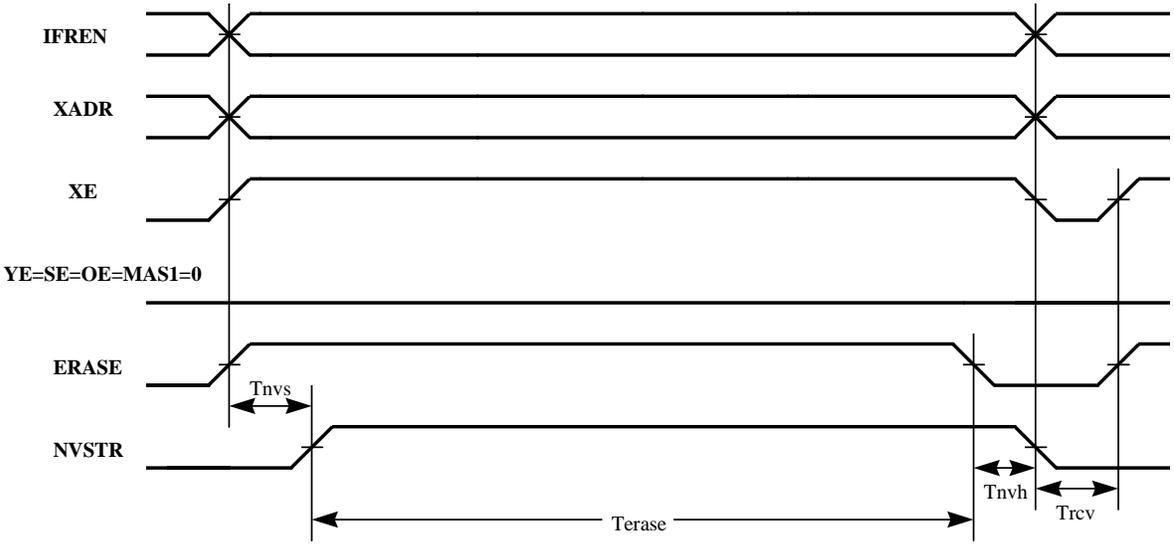 IFREN
XADR
XE
YE=SE=OE=MAS1=0
ERASE
Tnvs
NVSTR
Tnvh
Trcv
Terase